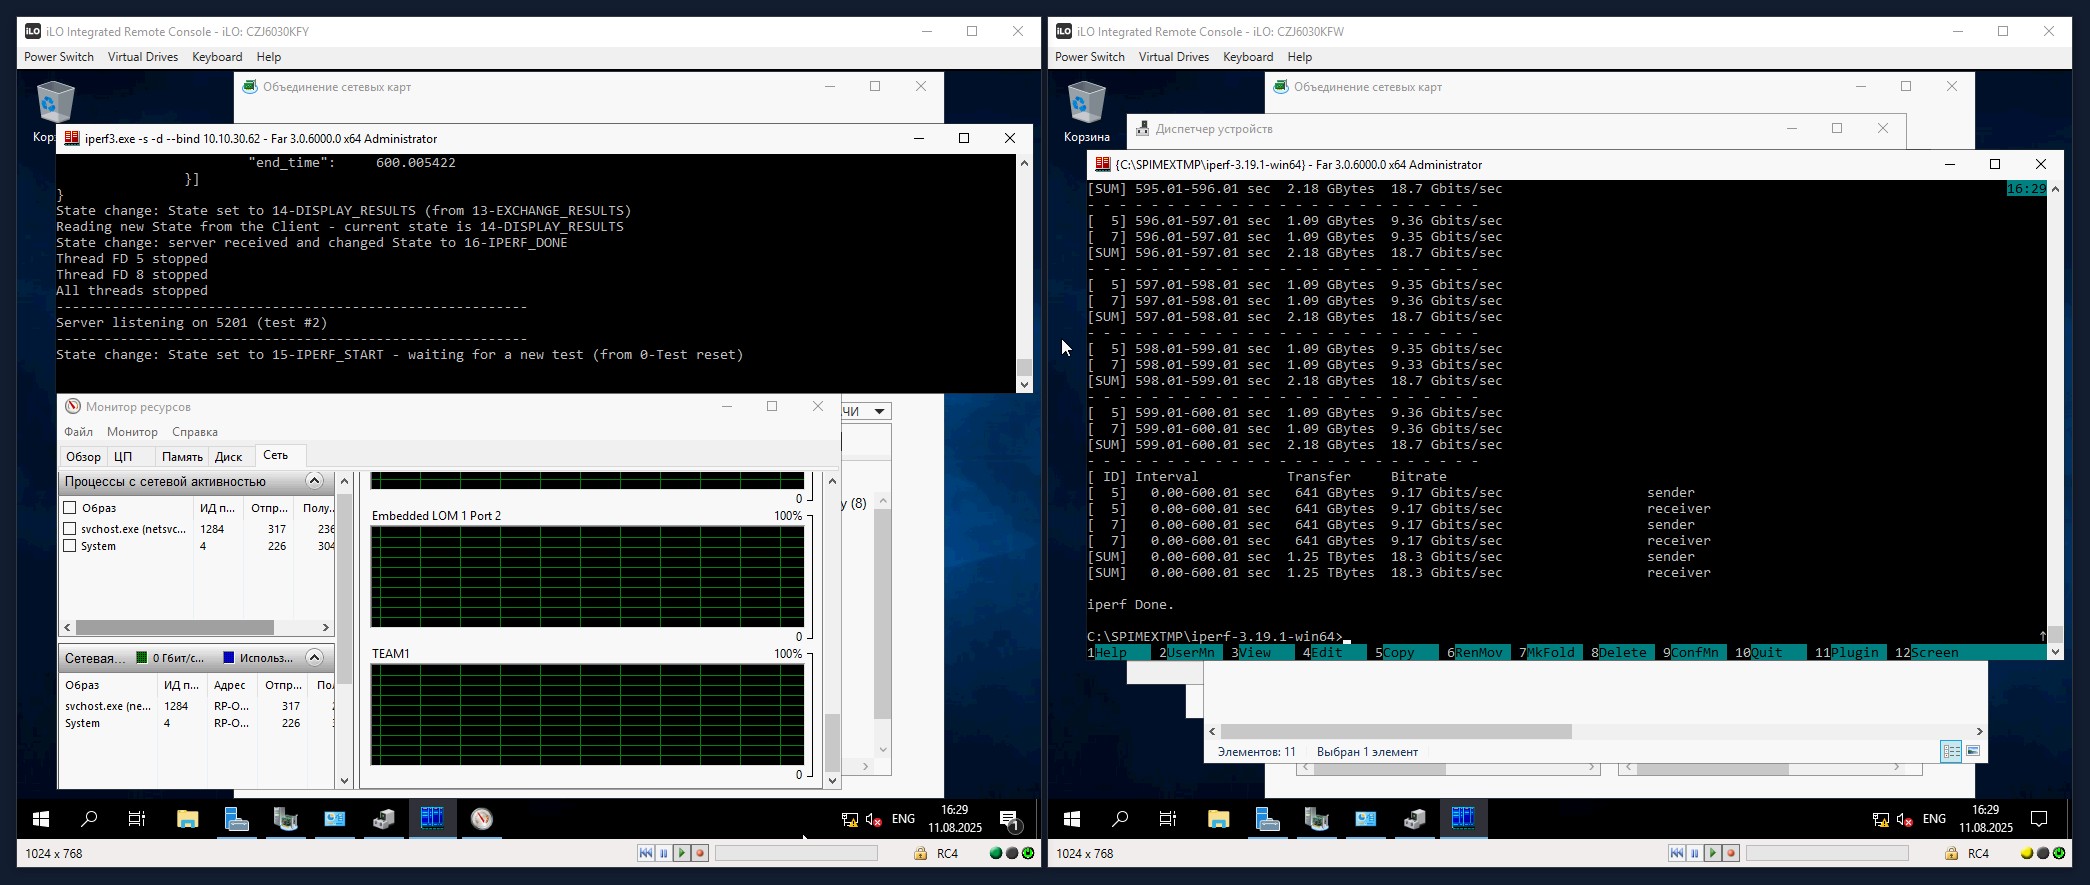 iLO Integrated Remote Console - iLO: CZJ6030KFY
Power Switch Virtual Drives Keyboard Help
Объединение сетевых карт
iperf3.exe -s -d --bind 10.10.30.62 - Far 3.0.6000.0 x64 Administrator
"end_time": 600.005422
}]
}
State change: State set to 14-DISPLAY_RESULTS (from 13-EXCHANGE_RESULTS)
Reading new State from the Client - current state is 14-DISPLAY_RESULTS
State change: server received and changed State to 16-IPERF_DONE
Thread FD 5 stopped
Thread FD 8 stopped
All threads stopped
-----------------------------------------------------------
Server listening on 5201 (test #2)
-----------------------------------------------------------
State change: State set to 15-IPERF_START - waiting for a new test (from 0-Test reset)
Монитор ресурсов
Файл Монитор Справка
Обзор ЦП Память Диск Сеть
Процессы с сетевой активностью
Образ ИД п... Отпр... Полу...
svchost.exe (netsvc... 1284 317 236
System 4 226 304
Сетевая... 0 Гбит/с... Использ...
Образ ИД п... Адрес Отпр...
svchost.exe (ne... 1284 RP-O... 317
System 4 RP-O... 226
0
Embedded LOM 1 Port 2 100%
0
TEAM1 100%
0
ЧИ
у (8)
ENG 16:29
11.08.2025
1
1024 x 768 RC4
iLO Integrated Remote Console - iLO: CZJ6030KFW
Power Switch Virtual Drives Keyboard Help
Корзина
Объединение сетевых карт
Диспетчер устройств
{C:\SPIMEXTMP\iperf-3.19.1-win64} - Far 3.0.6000.0 x64 Administrator
[SUM] 595.01-596.01 sec 2.18 GBytes 18.7 Gbits/sec 16:29
- - - - - - - - - - - - - - - - - - - - - - - - -
[ 5] 596.01-597.01 sec 1.09 GBytes 9.36 Gbits/sec
[ 7] 596.01-597.01 sec 1.09 GBytes 9.35 Gbits/sec
[SUM] 596.01-597.01 sec 2.18 GBytes 18.7 Gbits/sec
- - - - - - - - - - - - - - - - - - - - - - - - -
[ 5] 597.01-598.01 sec 1.09 GBytes 9.35 Gbits/sec
[ 7] 597.01-598.01 sec 1.09 GBytes 9.36 Gbits/sec
[SUM] 597.01-598.01 sec 2.18 GBytes 18.7 Gbits/sec
- - - - - - - - - - - - - - - - - - - - - - - - -
[ 5] 598.01-599.01 sec 1.09 GBytes 9.35 Gbits/sec
[ 7] 598.01-599.01 sec 1.09 GBytes 9.33 Gbits/sec
[SUM] 598.01-599.01 sec 2.18 GBytes 18.7 Gbits/sec
- - - - - - - - - - - - - - - - - - - - - - - - -
[ 5] 599.01-600.01 sec 1.09 GBytes 9.36 Gbits/sec
[ 7] 599.01-600.01 sec 1.09 GBytes 9.36 Gbits/sec
[SUM] 599.01-600.01 sec 2.18 GBytes 18.7 Gbits/sec
- - - - - - - - - - - - - - - - - - - - - - - - -
[ ID] Interval Transfer Bitrate
[ 5] 0.00-600.01 sec 641 GBytes 9.17 Gbits/sec sender
[ 5] 0.00-600.01 sec 641 GBytes 9.17 Gbits/sec receiver
[ 7] 0.00-600.01 sec 641 GBytes 9.17 Gbits/sec sender
[ 7] 0.00-600.01 sec 641 GBytes 9.17 Gbits/sec receiver
[SUM] 0.00-600.01 sec 1.25 TBytes 18.3 Gbits/sec sender
[SUM] 0.00-600.01 sec 1.25 TBytes 18.3 Gbits/sec receiver
iperf Done.
C:\SPIMEXTMP\iperf-3.19.1-win64>
1Help 2UserMn 3View 4Edit 5Copy 6RenMov 7MkFold 8Delete 9ConfMn 10Quit 11Plugin 12Screen
Элементов: 11 Выбран 1 элемент
ENG 16:29
11.08.2025
1024 x 768 RC4